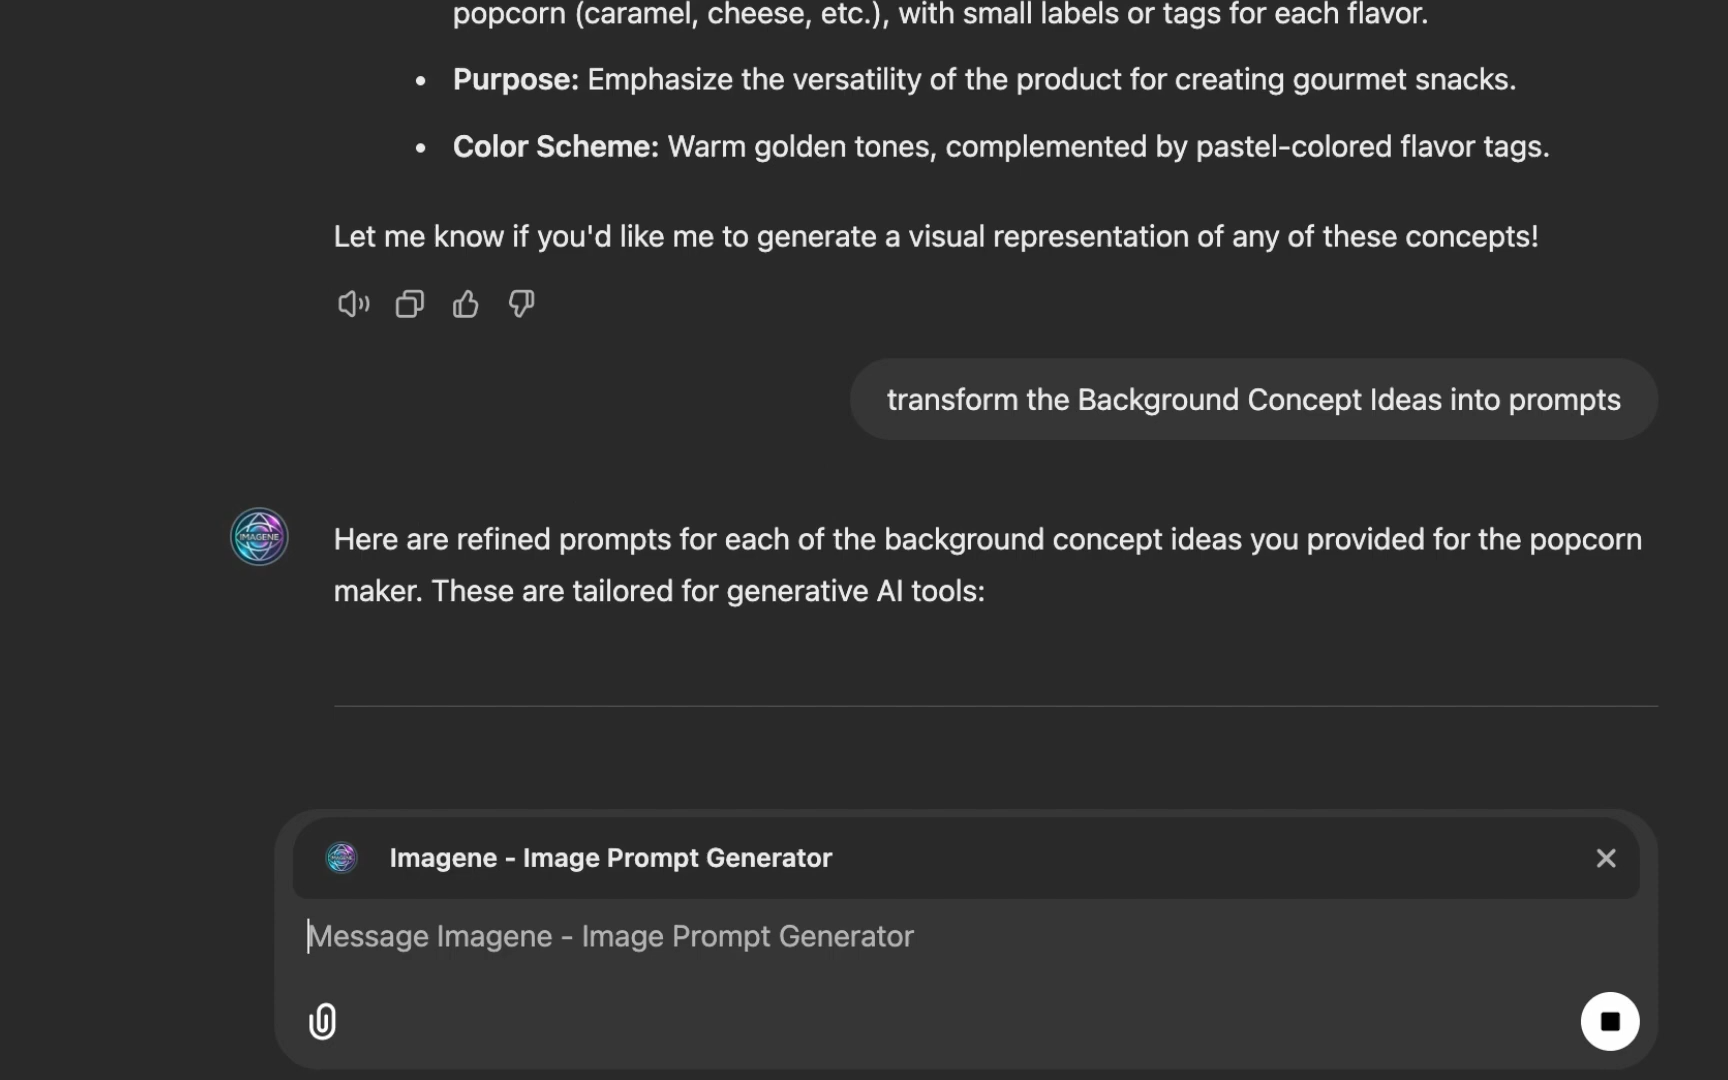 popcorn (caramel, cheese, etc.), with small labels or tags for each flavor.
• Purpose: Emphasize the versatility of the product for creating gourmet snacks.
• Color Scheme: Warm golden tones, complemented by pastel-colored flavor tags.
Let me know if you'd like me to generate a visual representation of any of these concepts!
transform the Background Concept Ideas into prompts
IMAGENE
Here are refined prompts for each of the background concept ideas you provided for the popcorn
maker. These are tailored for generative AI tools:
Imagene - Image Prompt Generator
Message Imagene - Image Prompt Generator